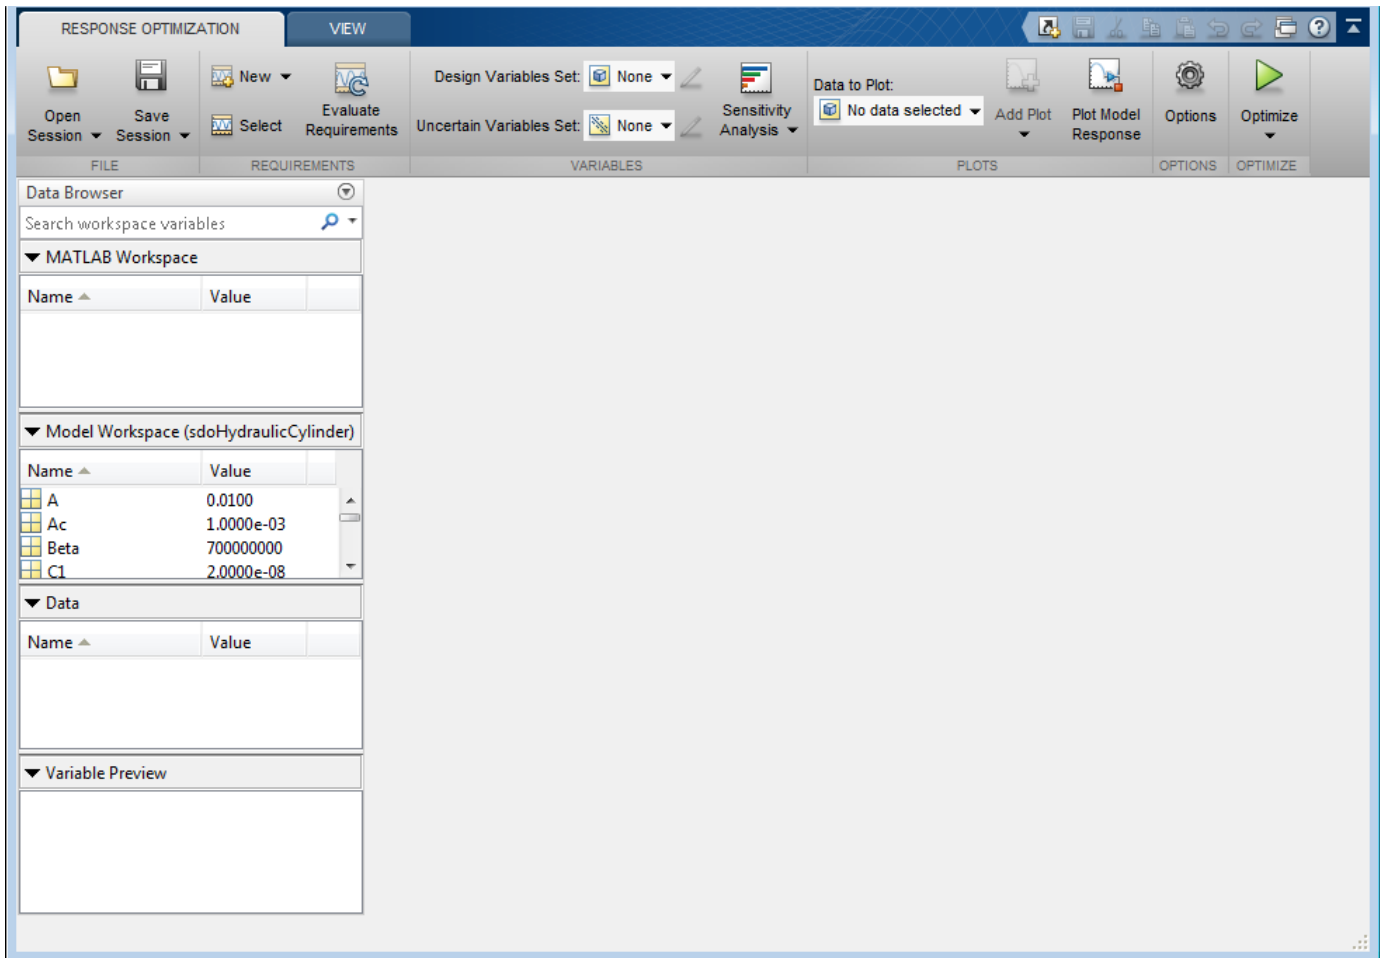 RESPONSE OPTIMIZATION VIEW
Open Session
Save Session
New
Select
Evaluate Requirements
Design Variables Set: None
Uncertain Variables Set: None
Sensitivity Analysis
Data to Plot:
No data selected
Add Plot
Plot Model Response
Options
Optimize
FILE REQUIREMENTS VARIABLES PLOTS OPTIONS OPTIMIZE
Data Browser
Search workspace variables
MATLAB Workspace
Name Value
Model Workspace (sdoHydraulicCylinder)
Name Value
A 0.0100
Ac 1.0000e-03
Beta 700000000
C1 2.0000e-08
Data
Name Value
Variable Preview